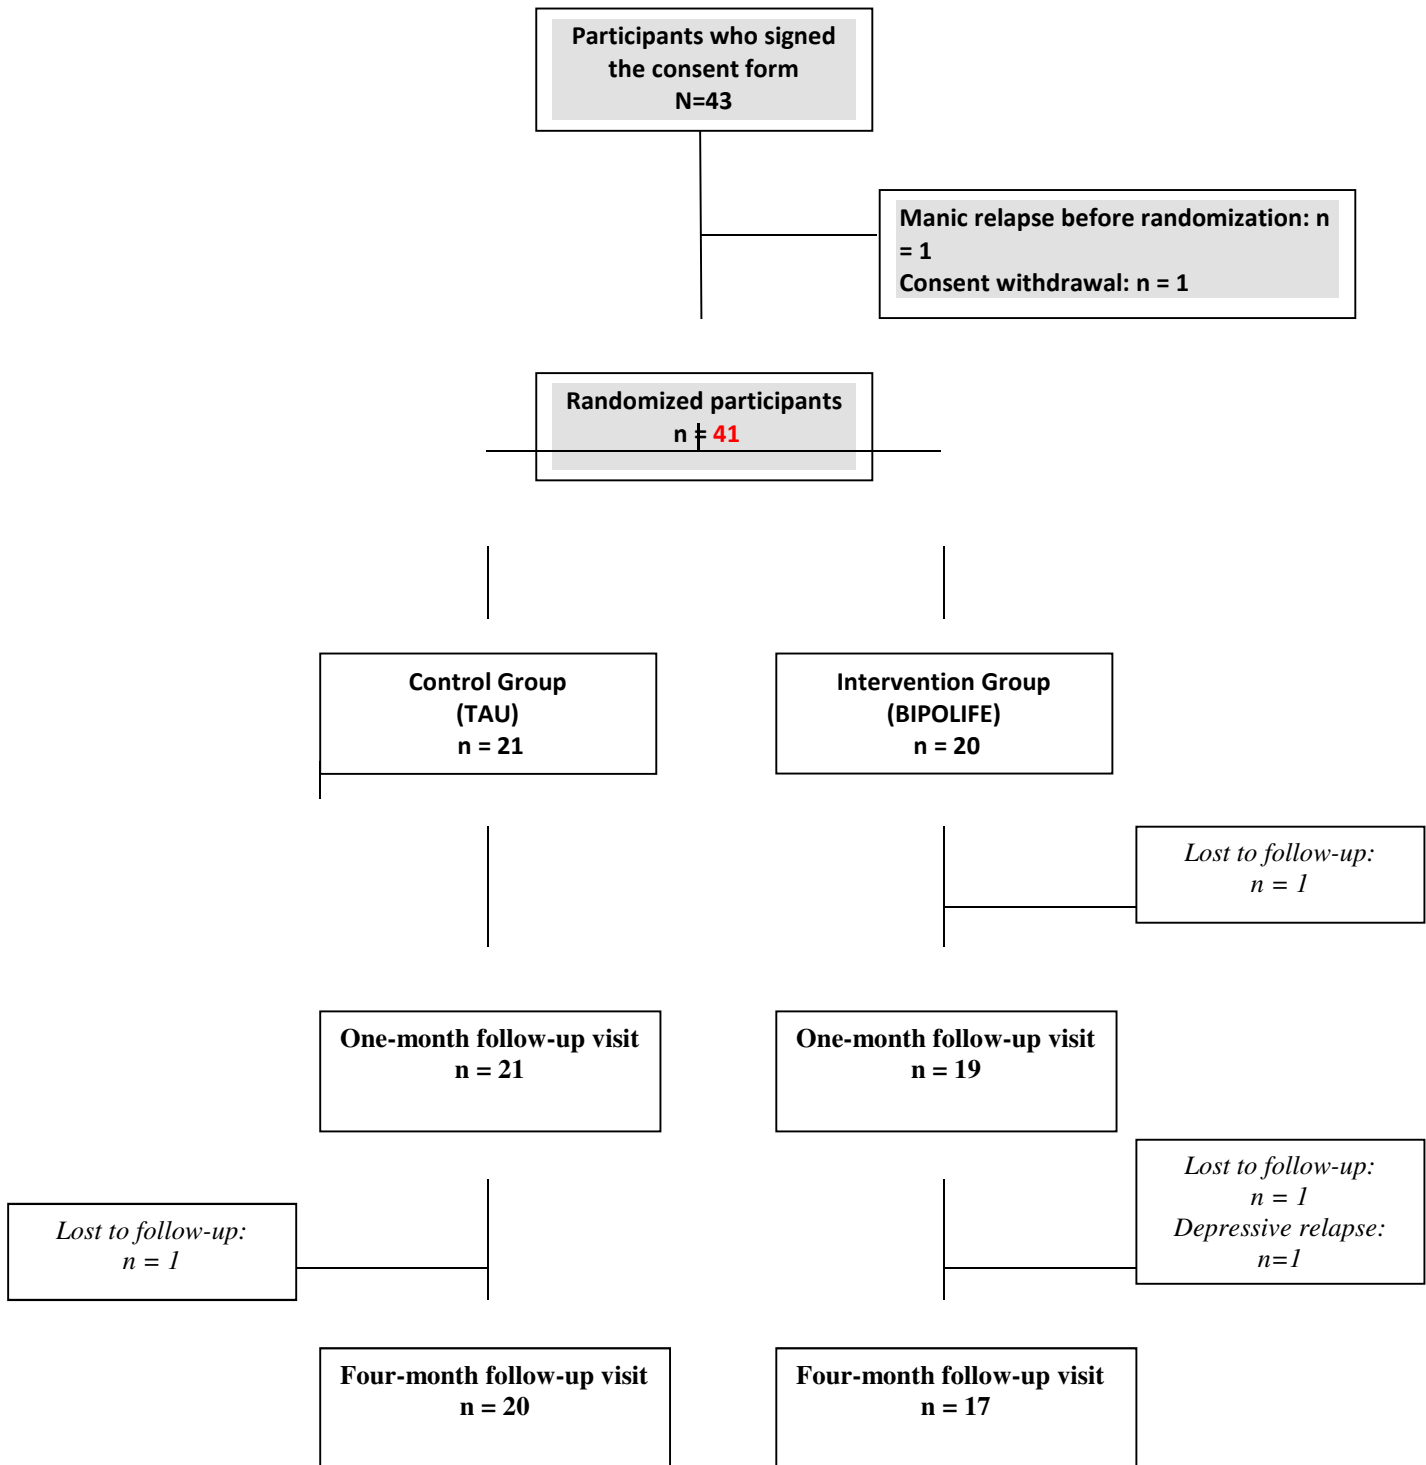 Participants who signed
the consent form
N=43
Manic relapse before randomization: n
= 1
Consent withdrawal: n = 1
Randomized participants
n = 41
Control Group
(TAU)
n = 21
Intervention Group
(BIPOLIFE)
n = 20
Lost to follow-up:
n = 1
One-month follow-up visit
n = 21
One-month follow-up visit
n = 19
Lost to follow-up:
n = 1
Depressive relapse:
n=1
Lost to follow-up:
n = 1
Four-month follow-up visit
n = 20
Four-month follow-up visit
n = 17